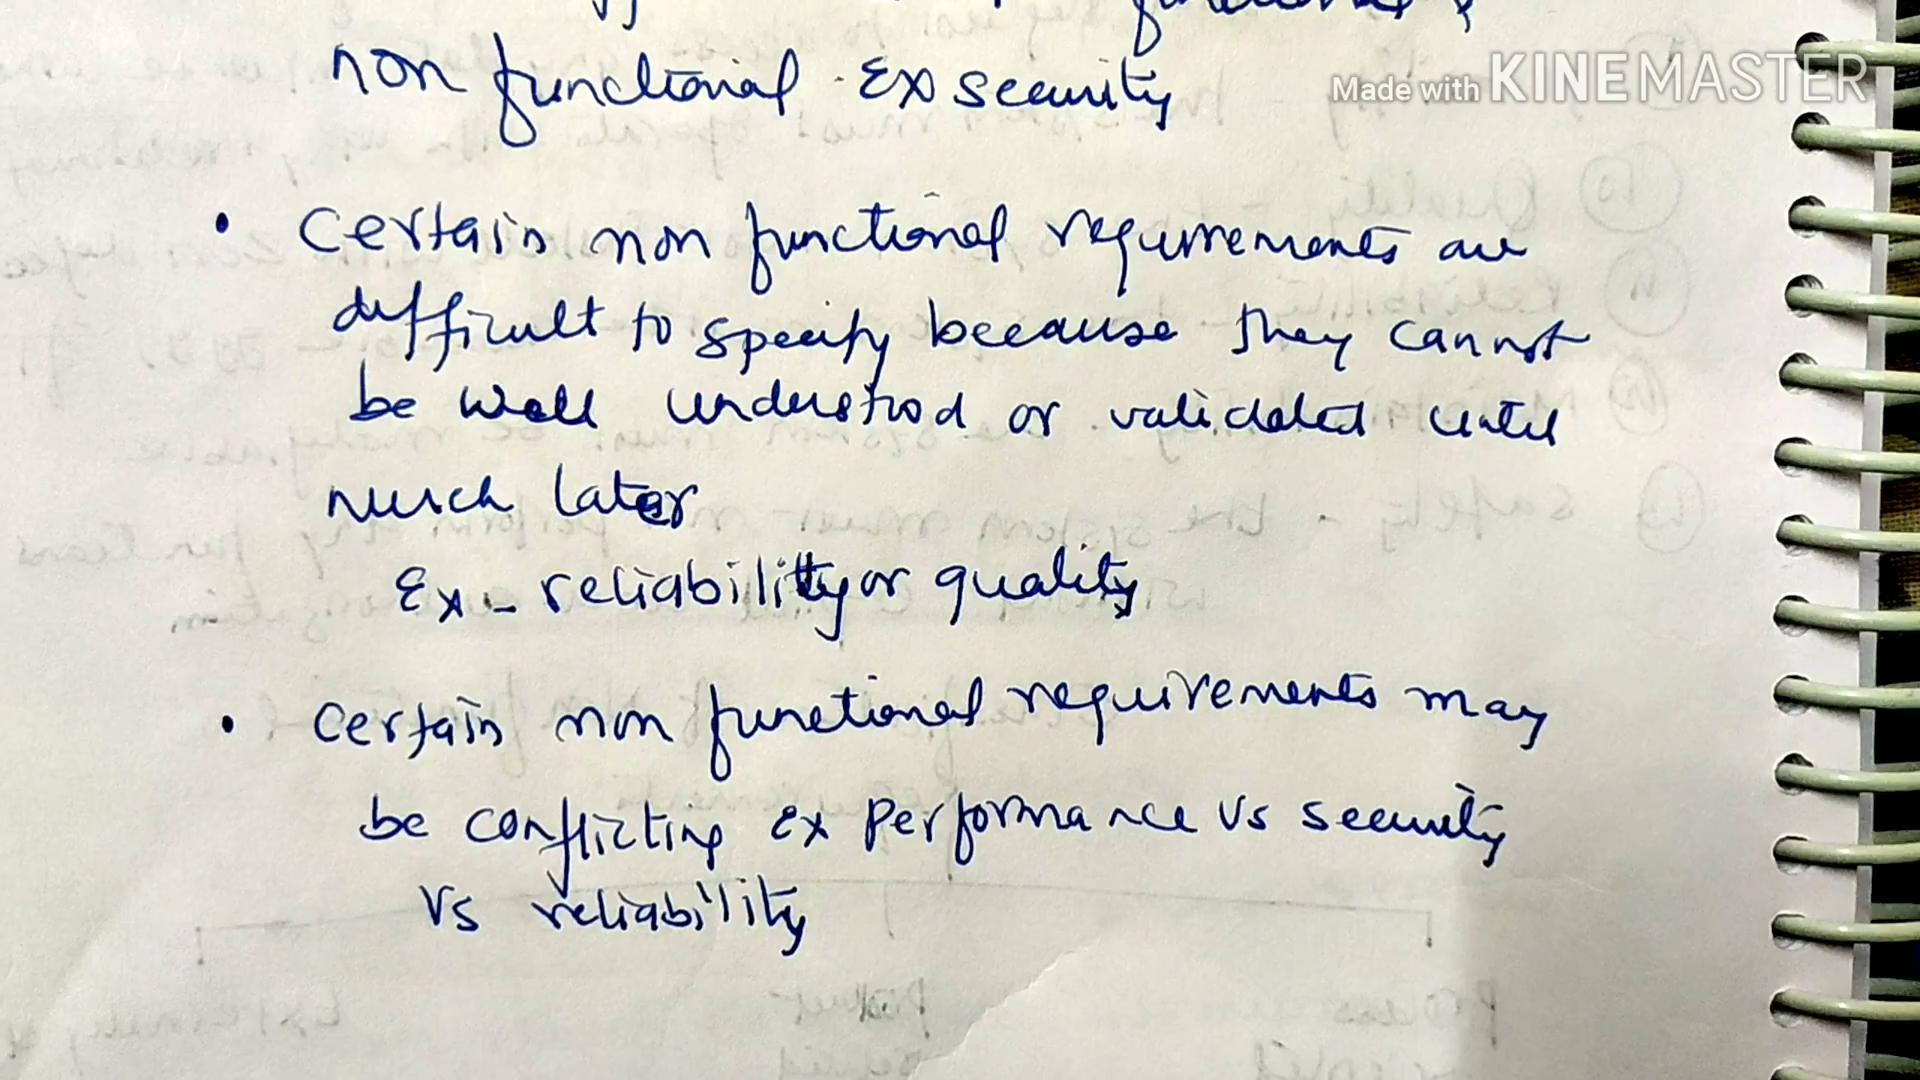 functional &
non functional . Ex security
Made with KINEMASTER
• Certain non functional requirements are
difficult to specify because they cannot
be well understood or validated until
much later
Ex - reliability or quality
• Certain non functional requirements may
be conflicting Ex Performance vs security
vs reliability